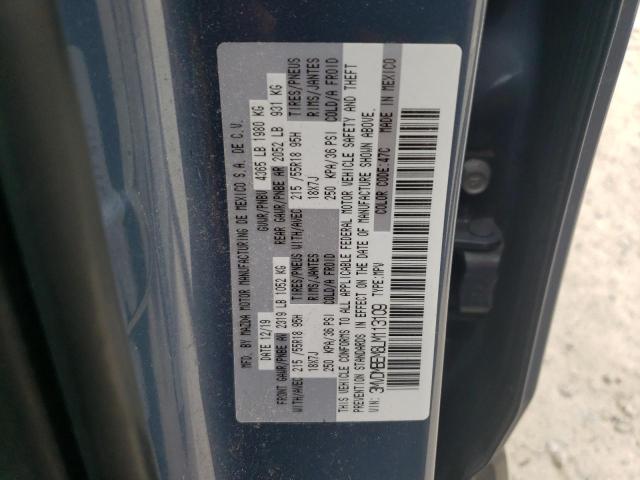 MFD. BY MAZDA MOTOR MANUFACTURING DE MEXICO S.A. DE C.V.
DATE 12/19 GVWR/PNBV 4365 LB 1980 KG
FRONT GAWR/PNBE AV 2319 LB 1052 KG REAR GAWR/PNBE AR 2052 LB 931 KG
WITH/AVEC 215 /55R18 95H TIRES/PNEUS WITH/AVEC 215 /55R18 95H TIRES/PNEUS
18X7J RIMS/JANTES 18X7J RIMS/JANTES
250 KPA/36 PSI COLD/A FROID 250 KPA/36 PSI COLD/A FROID
THIS VEHICLE CONFORMS TO ALL APPLICABLE FEDERAL MOTOR VEHICLE SAFETY AND THEFT
PREVENTION STANDARDS IN EFFECT ON THE DATE OF MANUFACTURE SHOWN ABOVE.
VIN: 3MVDMBEM8LM113109 TYPE:MPV COLOR CODE:47C MADE IN MEXICO